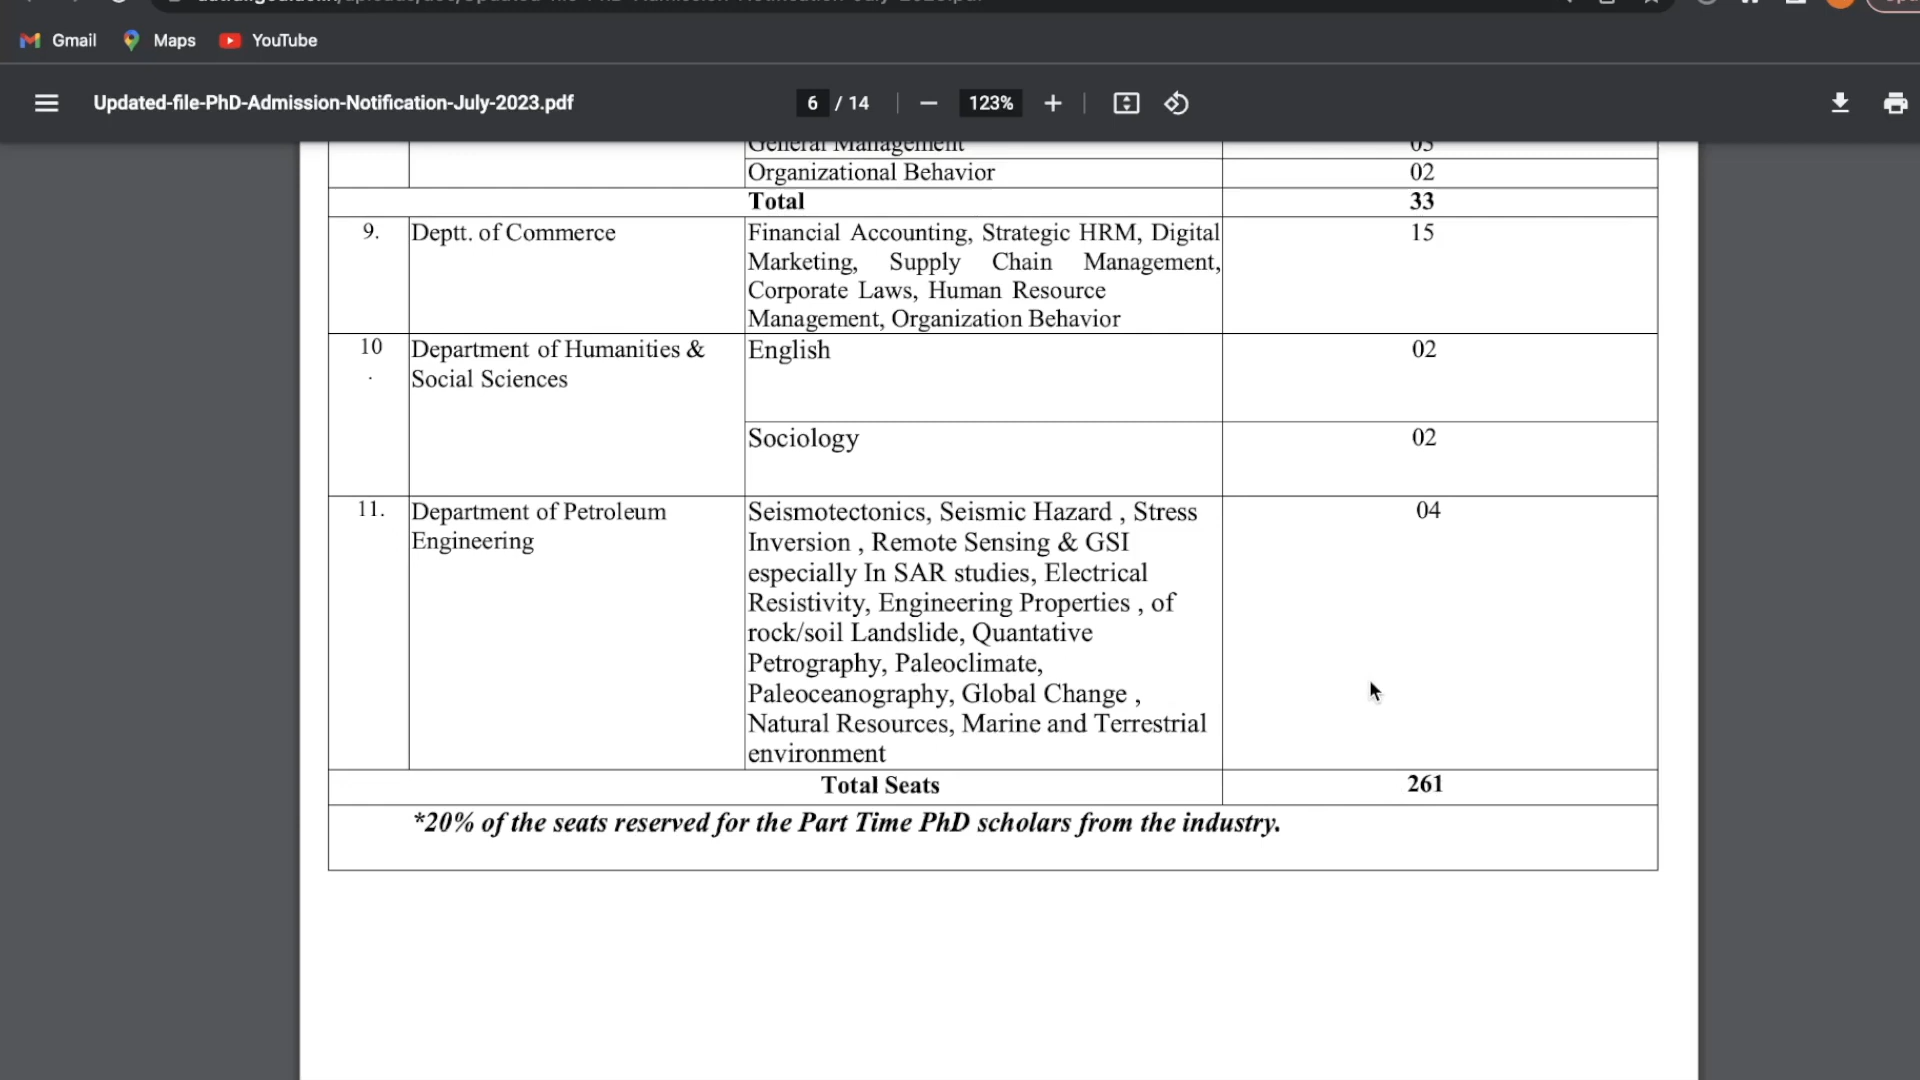 Gmail
Maps
YouTube
Updated-file-PhD-Admission-Notification-July-2023.pdf
6 / 14
123%
General Management 03
Organizational Behavior 02
Total 33
9. Deptt. of Commerce Financial Accounting, Strategic HRM, Digital 15
Marketing, Supply Chain Management,
Corporate Laws, Human Resource
Management, Organization Behavior
10 Department of Humanities & English 02
. Social Sciences
Sociology 02
11. Department of Petroleum Seismotectonics, Seismic Hazard , Stress 04
Engineering Inversion , Remote Sensing & GSI
especially In SAR studies, Electrical
Resistivity, Engineering Properties , of
rock/soil Landslide, Quantative
Petrography, Paleoclimate,
Paleoceanography, Global Change ,
Natural Resources, Marine and Terrestrial
environment
Total Seats 261
*20% of the seats reserved for the Part Time PhD scholars from the industry.